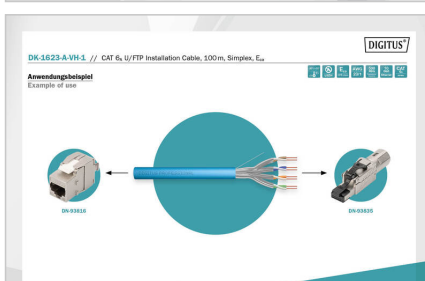 DIGITUS®
DK-1623-A-VH-1 // CAT 6A U/FTP Installation Cable, 100 m, Simplex, Eca
Anwendungsbeispiel
Example of use
DN-93816
DN-93835